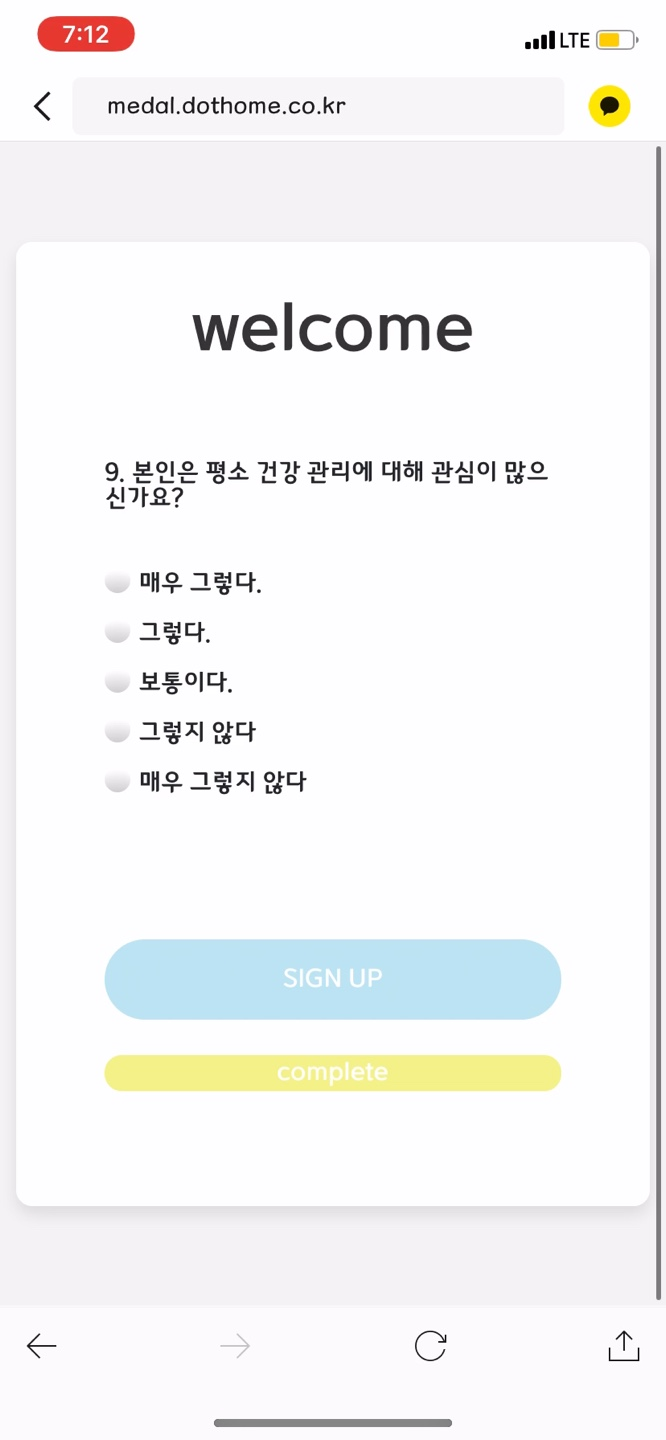 7:12
LTE
medal.dothome.co.kr
welcome
9. 본인은 평소 건강 관리에 대해 관심이 많으
신가요?
매우 그렇다.
그렇다.
보통이다.
그렇지 않다
매우 그렇지 않다
SIGN UP
complete